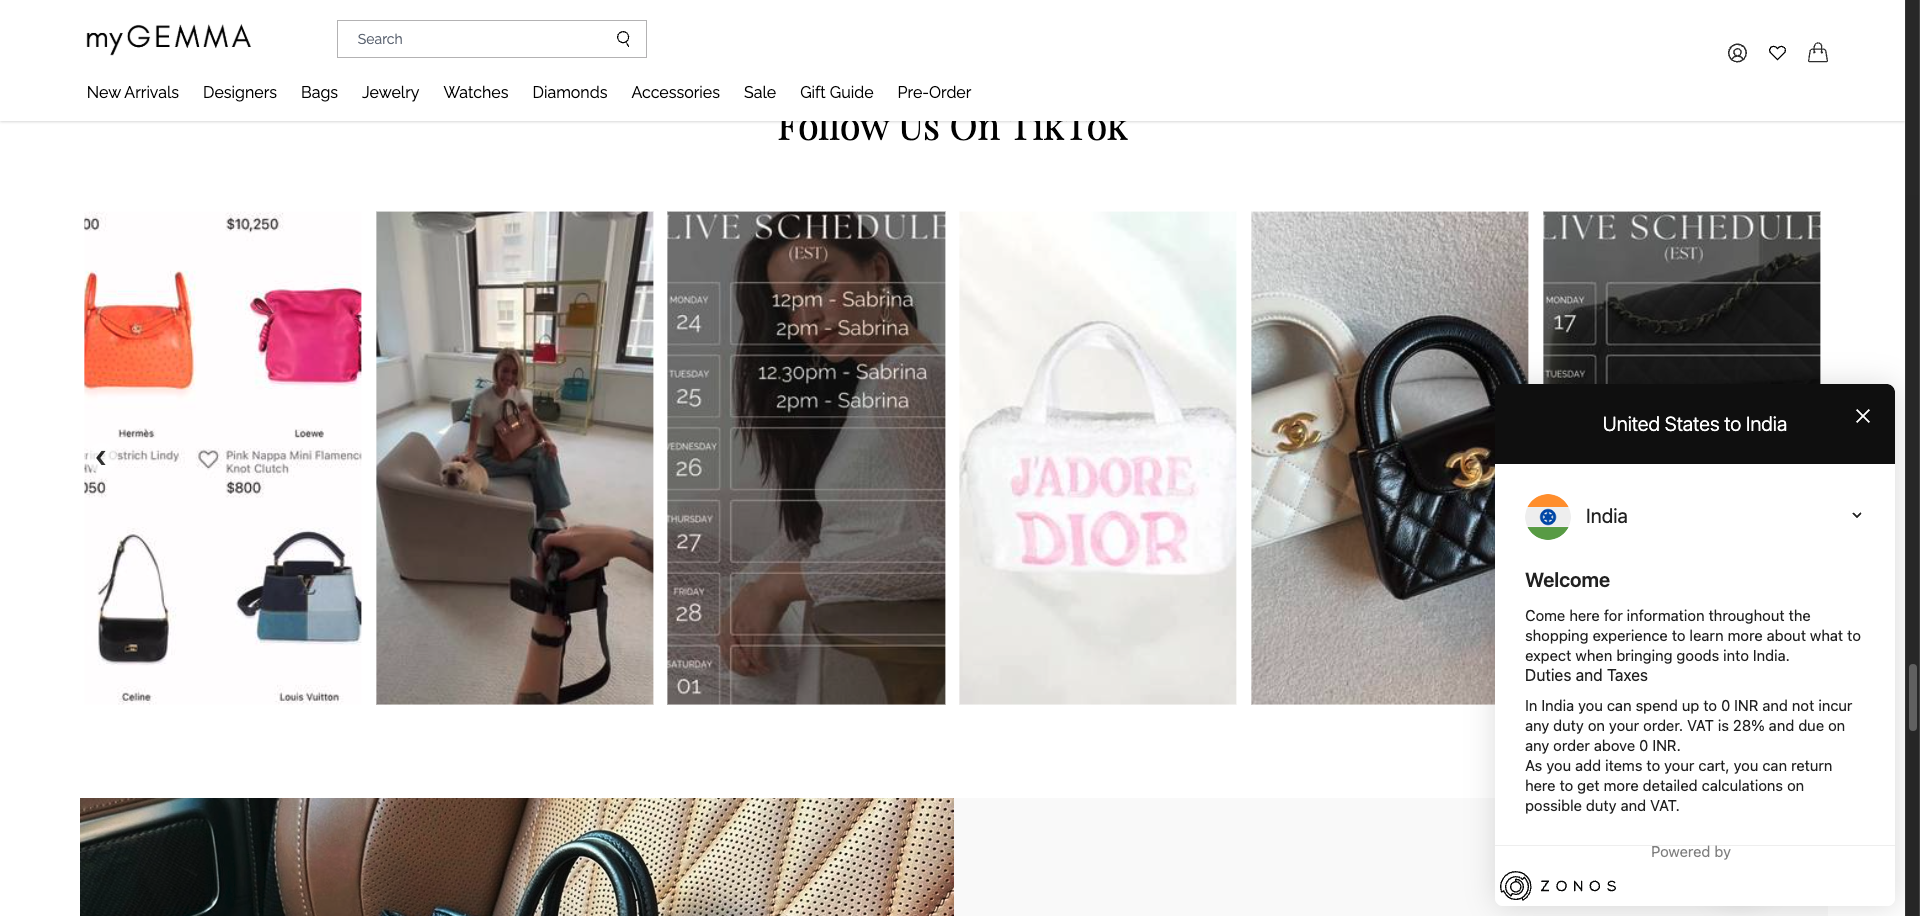 myGEMMA
Search
New Arrivals
Designers
Bags
Jewelry
Watches
Diamonds
Accessories
Sale
Gift Guide
Pre-Order
Follow Us On TikTok
00
$10,250
Hermès
Loewe
Ostrich Lindy
Pink Nappa Mini Flamenco
Knot Clutch
050
$800
Celine
Louis Vuitton
LIVE SCHEDULE
(EST)
MONDAY
24
12pm - Sabrina
2pm - Sabrina
TUESDAY
25
12.30pm - Sabrina
2pm - Sabrina
WEDNESDAY
26
THURSDAY
27
FRIDAY
28
SATURDAY
01
J'ADORE
DIOR
LIVE SCHEDULE
(EST)
MONDAY
17
TUESDAY
United States to India
India
Welcome
Come here for information throughout the
shopping experience to learn more about what to
expect when bringing goods into India.
Duties and Taxes
In India you can spend up to 0 INR and not incur
any duty on your order. VAT is 28% and due on
any order above 0 INR.
As you add items to your cart, you can return
here to get more detailed calculations on
possible duty and VAT.
Powered by
ZONOS